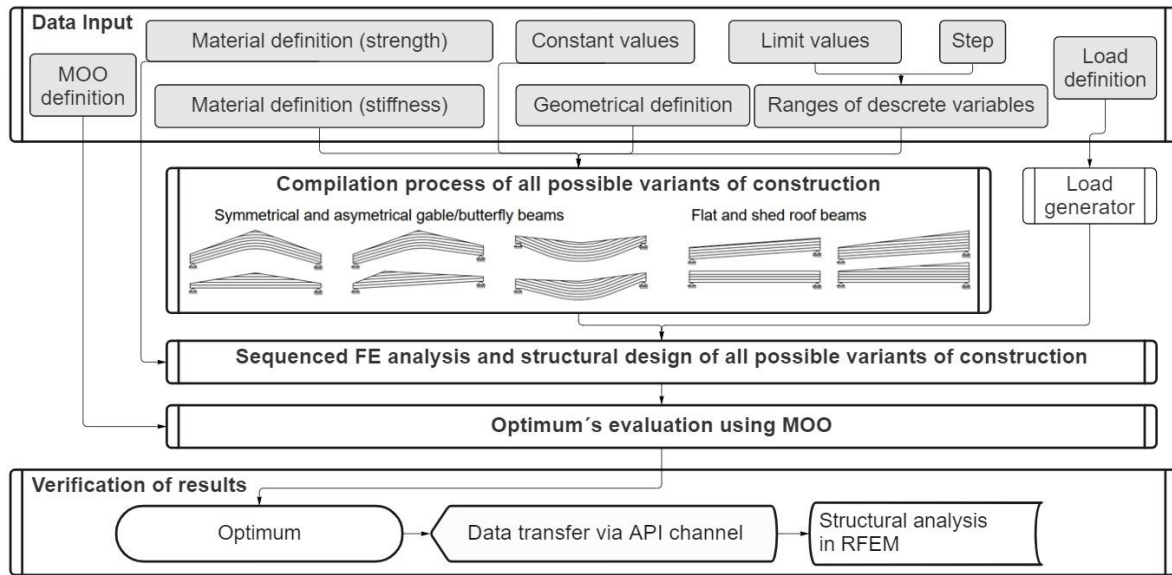 Data Input
Material definition (strength)
Constant values
Limit values
Step
MOO
definition
Load
definition
Material definition (stiffness)
Geometrical definition
Ranges of descrete variables
Compilation process of all possible variants of construction
Symmetrical and asymetrical gable/butterfly beams
Flat and shed roof beams
Load
generator
Sequenced FE analysis and structural design of all possible variants of construction
Optimum´s evaluation using MOO
Verification of results
Optimum
Data transfer via API channel
Structural analysis
in RFEM